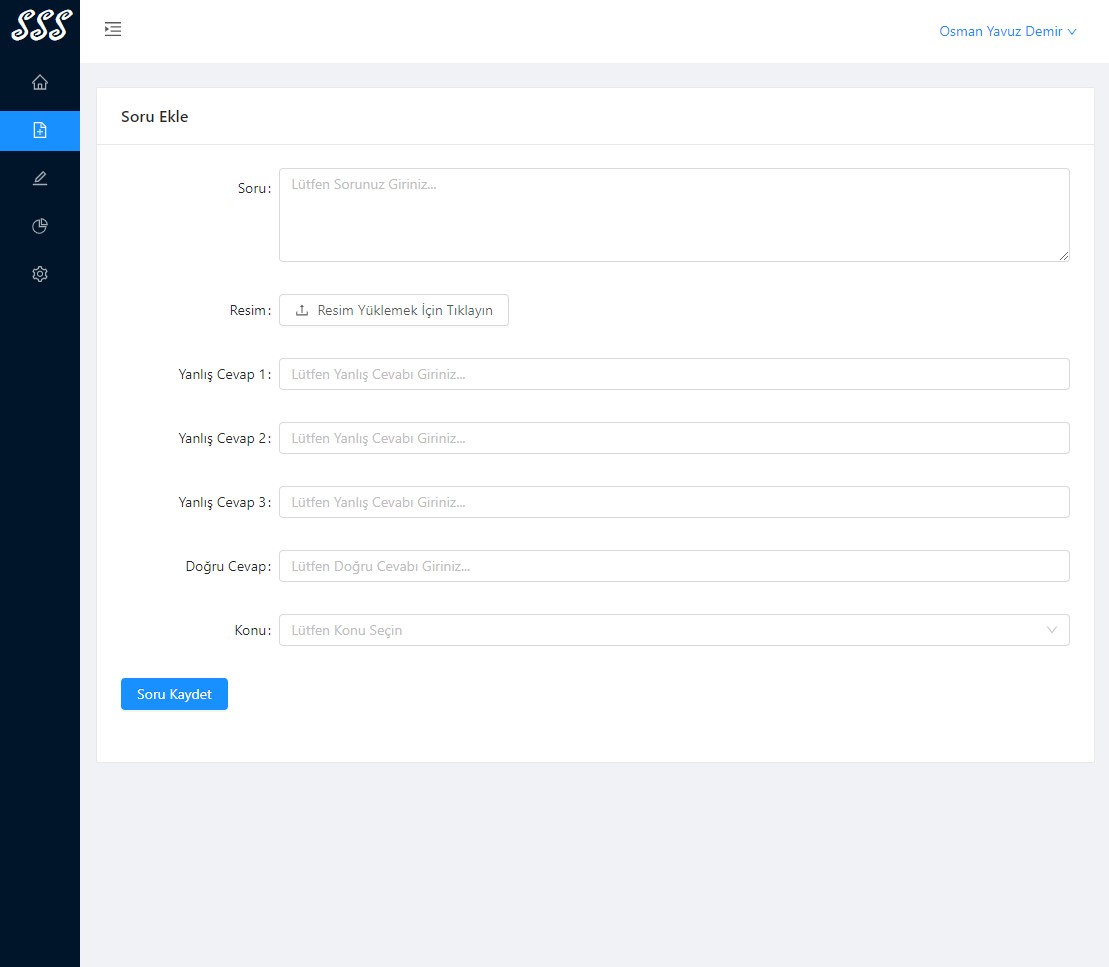 SSS
Osman Yavuz Demir
Soru Ekle
Soru:
Lütfen Sorunuz Giriniz...
Resim:
Resim Yüklemek İçin Tıklayın
Yanlış Cevap 1:
Lütfen Yanlış Cevabı Giriniz...
Yanlış Cevap 2:
Lütfen Yanlış Cevabı Giriniz...
Yanlış Cevap 3:
Lütfen Yanlış Cevabı Giriniz...
Doğru Cevap:
Lütfen Doğru Cevabı Giriniz...
Konu:
Lütfen Konu Seçin
Soru Kaydet